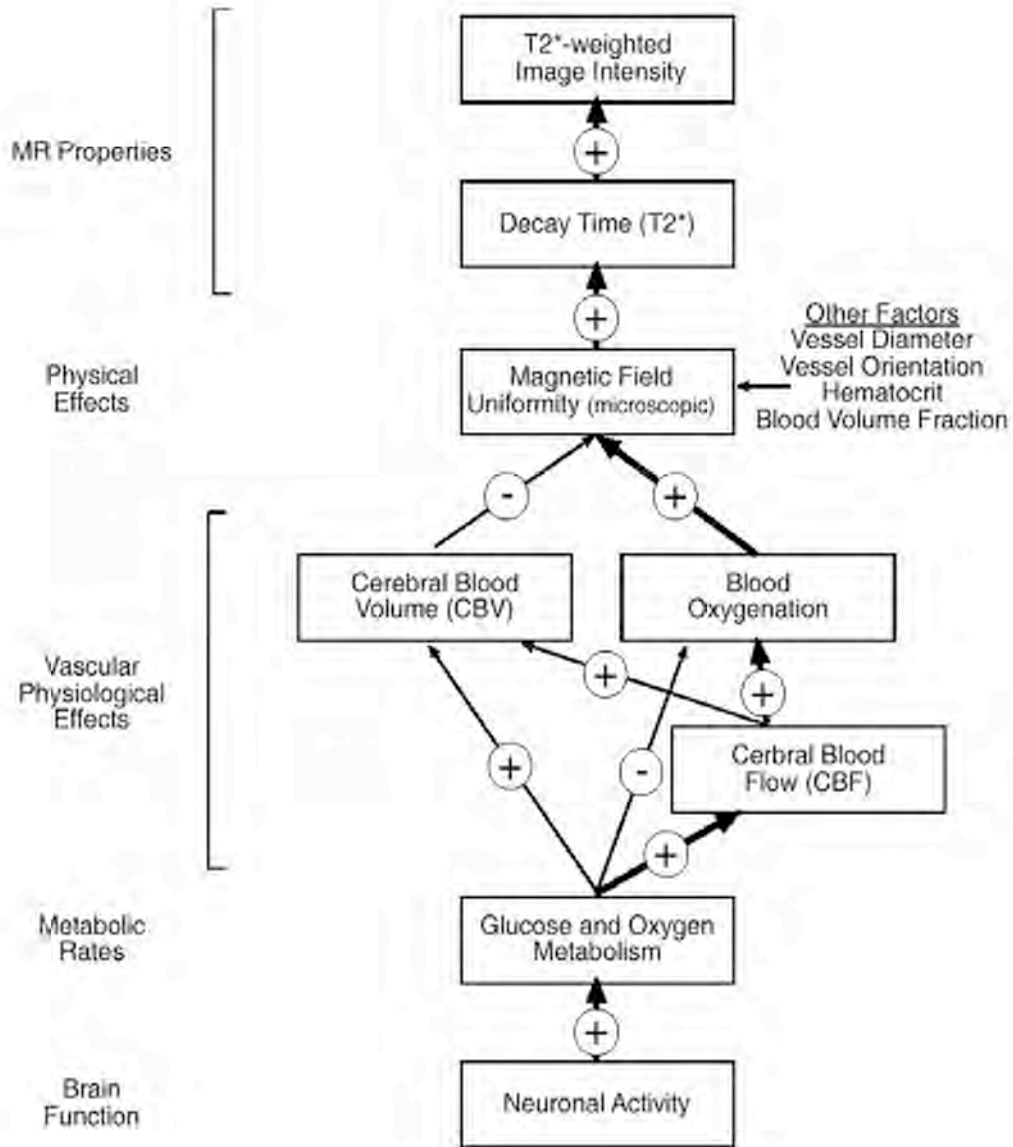 T2*-weighted
Image Intensity
+
MR Properties
Decay Time (T2*)
+
Other Factors
Vessel Diameter
Vessel Orientation
Hematocrit
Blood Volume Fraction
Physical
Effects
Magnetic Field
Uniformity (microscopic)
-
+
Cerebral Blood
Volume (CBV)
Blood
Oxygenation
Vascular
Physiological
Effects
+
+
+
-
Cerbral Blood
Flow (CBF)
+
Metabolic
Rates
Glucose and Oxygen
Metabolism
+
Brain
Function
Neuronal Activity